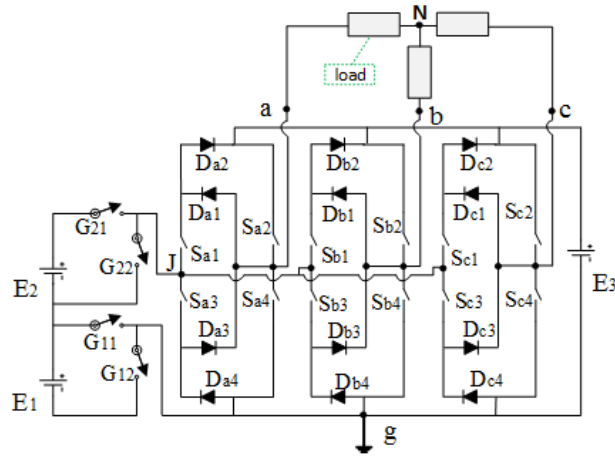 N
load
a
b
c
Da2
Db2
Dc2
Da1
Db1
Dc1
G21
Sa2
Sb2
Sc2
J
Sa1
Sb1
Sc1
G22
E2
E3
Sa3
Sa4
Sb3
Sb4
Sc3
Sc4
G11
Da3
Db3
Dc3
G12
E1
Da4
Db4
Dc4
g